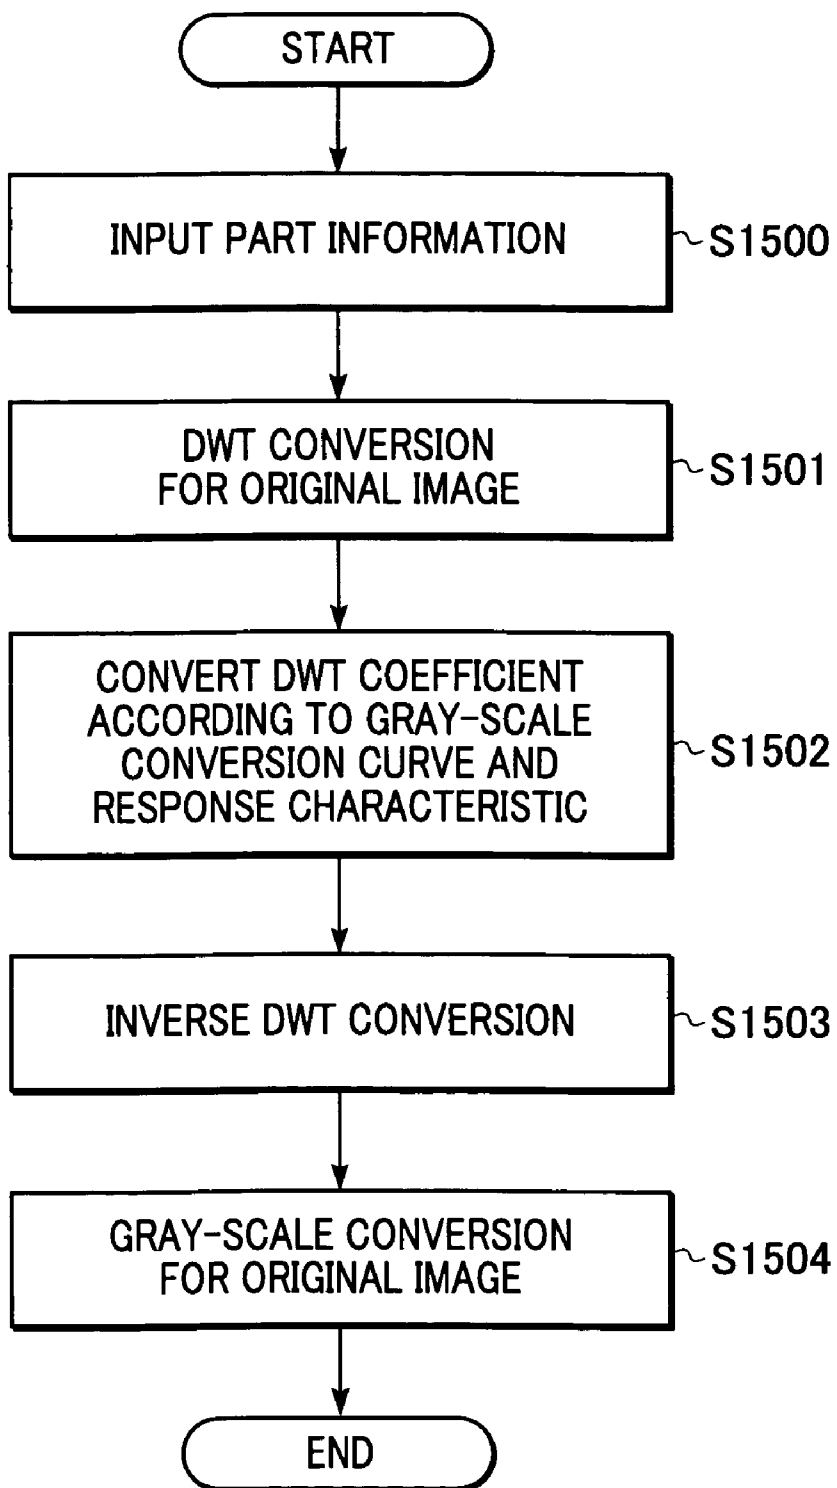 START
INPUT PART INFORMATION
S1500
DWT CONVERSION
FOR ORIGINAL IMAGE
S1501
CONVERT DWT COEFFICIENT
ACCORDING TO GRAY-SCALE
CONVERSION CURVE AND
RESPONSE CHARACTERISTIC
S1502
INVERSE DWT CONVERSION
S1503
GRAY-SCALE CONVERSION
FOR ORIGINAL IMAGE
S1504
END